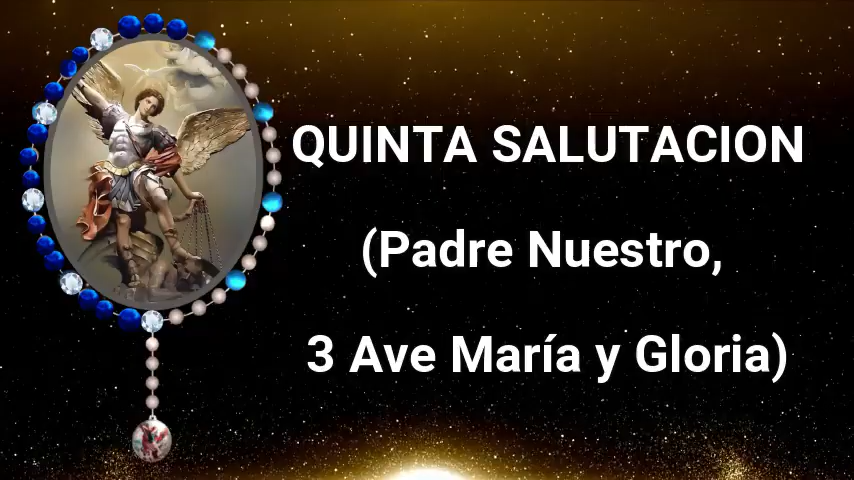 QUINTA SALUTACION
(Padre Nuestro,
3 Ave María y Gloria)